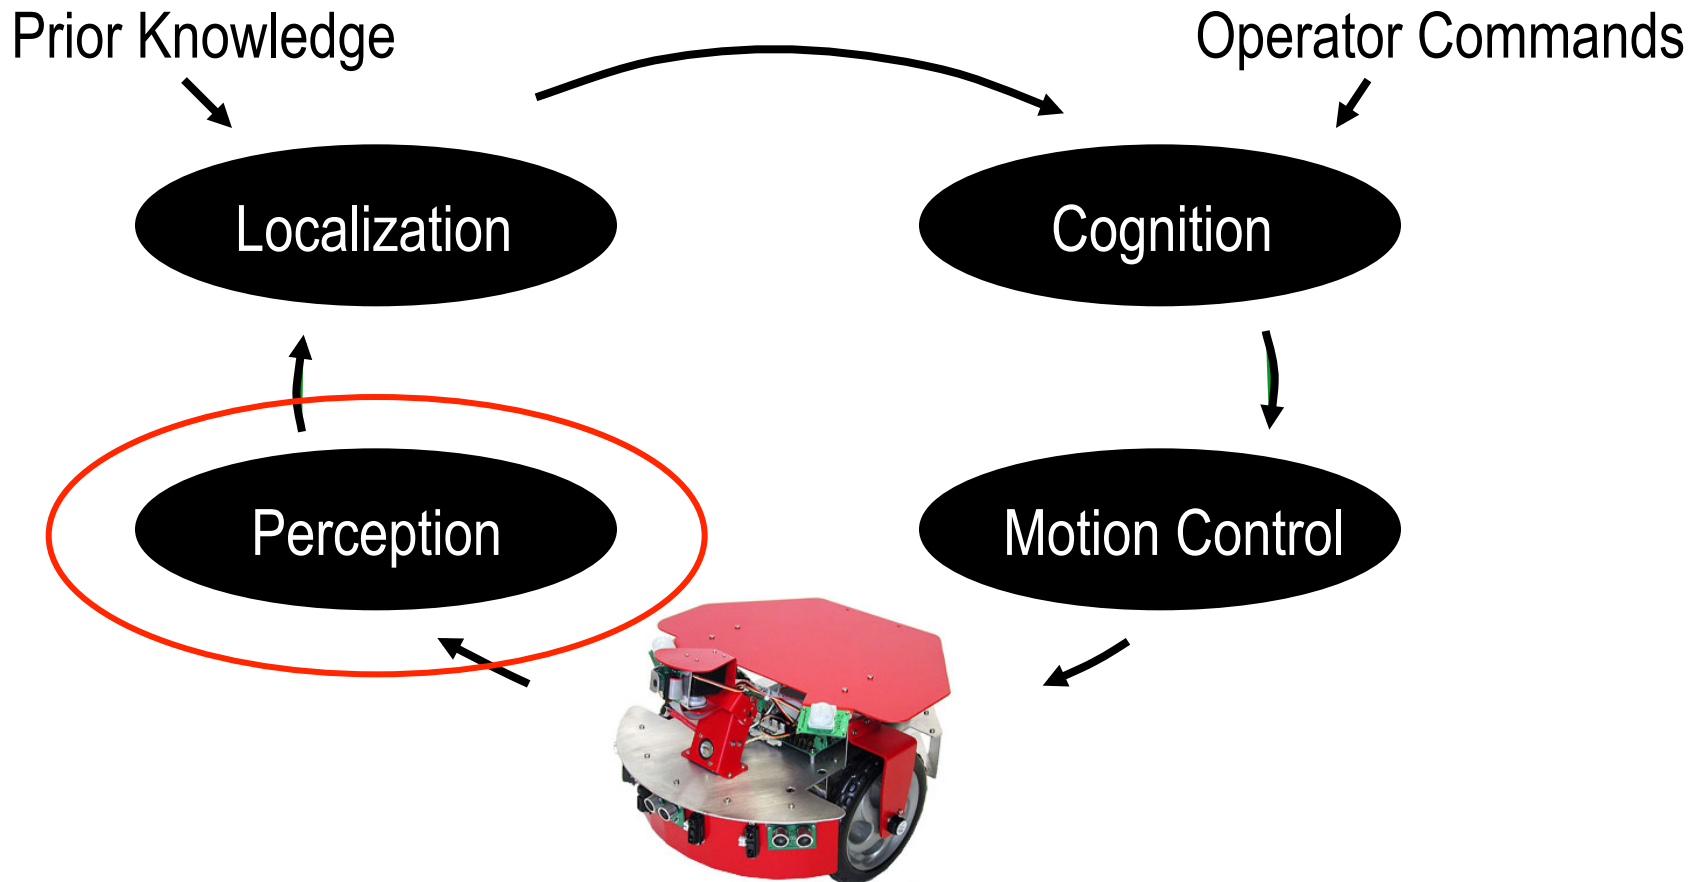 Prior Knowledge
Operator Commands
Localization
Cognition
Perception
Motion Control